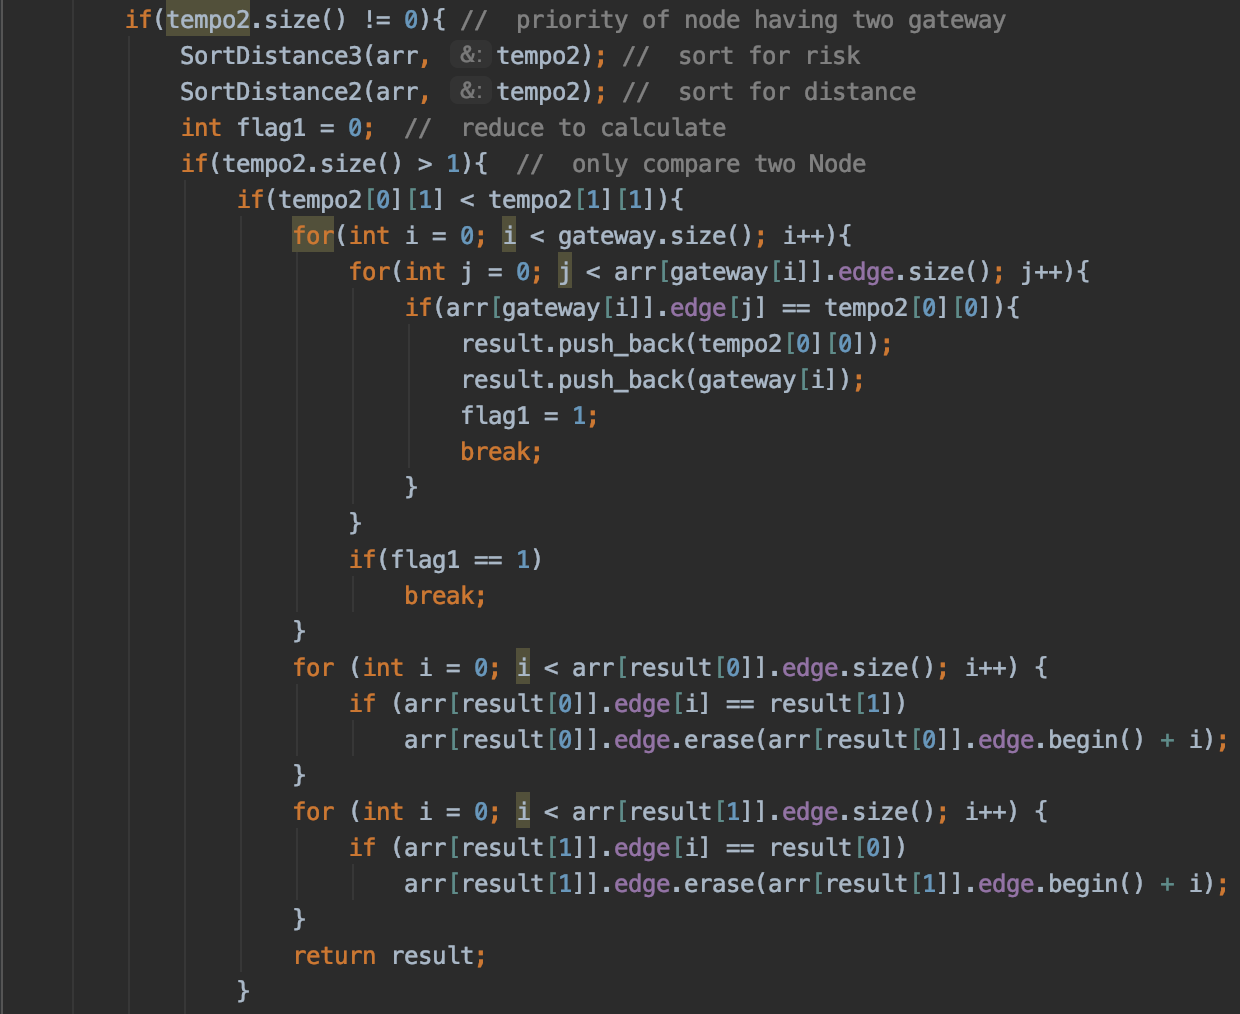 if(tempo2.size() != 0){ //  priority of node having two gateway
    SortDistance3(arr,  &: tempo2); //  sort for risk
    SortDistance2(arr,  &: tempo2); //  sort for distance
    int flag1 = 0;  //  reduce to calculate
    if(tempo2.size() > 1){  //  only compare two Node
        if(tempo2[0][1] < tempo2[1][1]){
            for(int i = 0; i < gateway.size(); i++){
                for(int j = 0; j < arr[gateway[i]].edge.size(); j++){
                    if(arr[gateway[i]].edge[j] == tempo2[0][0]){
                        result.push_back(tempo2[0][0]);
                        result.push_back(gateway[i]);
                        flag1 = 1;
                        break;
                    }
                }
                if(flag1 == 1)
                    break;
            }
            for (int i = 0; i < arr[result[0]].edge.size(); i++) {
                if (arr[result[0]].edge[i] == result[1])
                    arr[result[0]].edge.erase(arr[result[0]].edge.begin() + i);
            }
            for (int i = 0; i < arr[result[1]].edge.size(); i++) {
                if (arr[result[1]].edge[i] == result[0])
                    arr[result[1]].edge.erase(arr[result[1]].edge.begin() + i);
            }
            return result;
        }